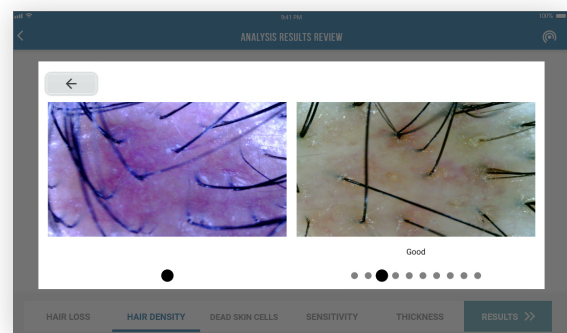 9:41 PM
100%
ANALYSIS RESULTS REVIEW
Good
HAIR LOSS
HAIR DENSITY
DEAD SKIN CELLS
SENSITIVITY
THICKNESS
RESULTS